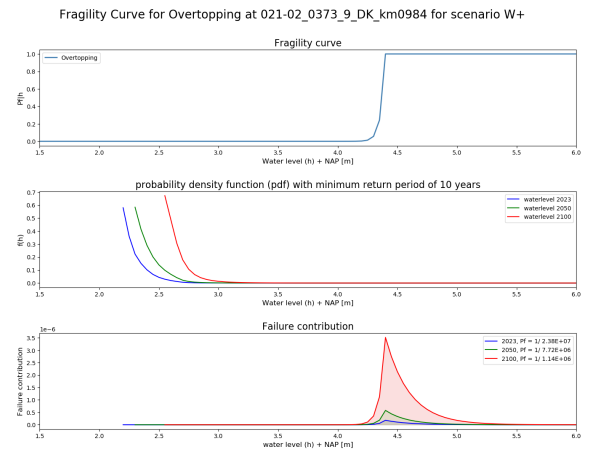 Fragility Curve for Overtopping at 021-02_0373_9_DK_km0984 for scenario W+
Fragility curve
1.0
0.8
0.6
0.4
0.2
0.0
Pf|h
Overtopping
1.5 2.0 2.5 3.0 3.5 4.0 4.5 5.0 5.5 6.0
Water level (h) + NAP [m]
probability density function (pdf) with minimum return period of 10 years
0.7
0.6
0.5
0.4
0.3
0.2
0.1
0.0
f(h)
waterlevel 2023
waterlevel 2050
waterlevel 2100
1.5 2.0 2.5 3.0 3.5 4.0 4.5 5.0 5.5 6.0
Water level (h) + NAP [m]
Failure contribution
1e−6
3.5
3.0
2.5
2.0
1.5
1.0
0.5
0.0
Failure contribution
2023, Pf = 1/ 2.38E+07
2050, Pf = 1/ 7.72E+06
2100, Pf = 1/ 1.14E+06
1.5 2.0 2.5 3.0 3.5 4.0 4.5 5.0 5.5 6.0
water level (h) + NAP [m]